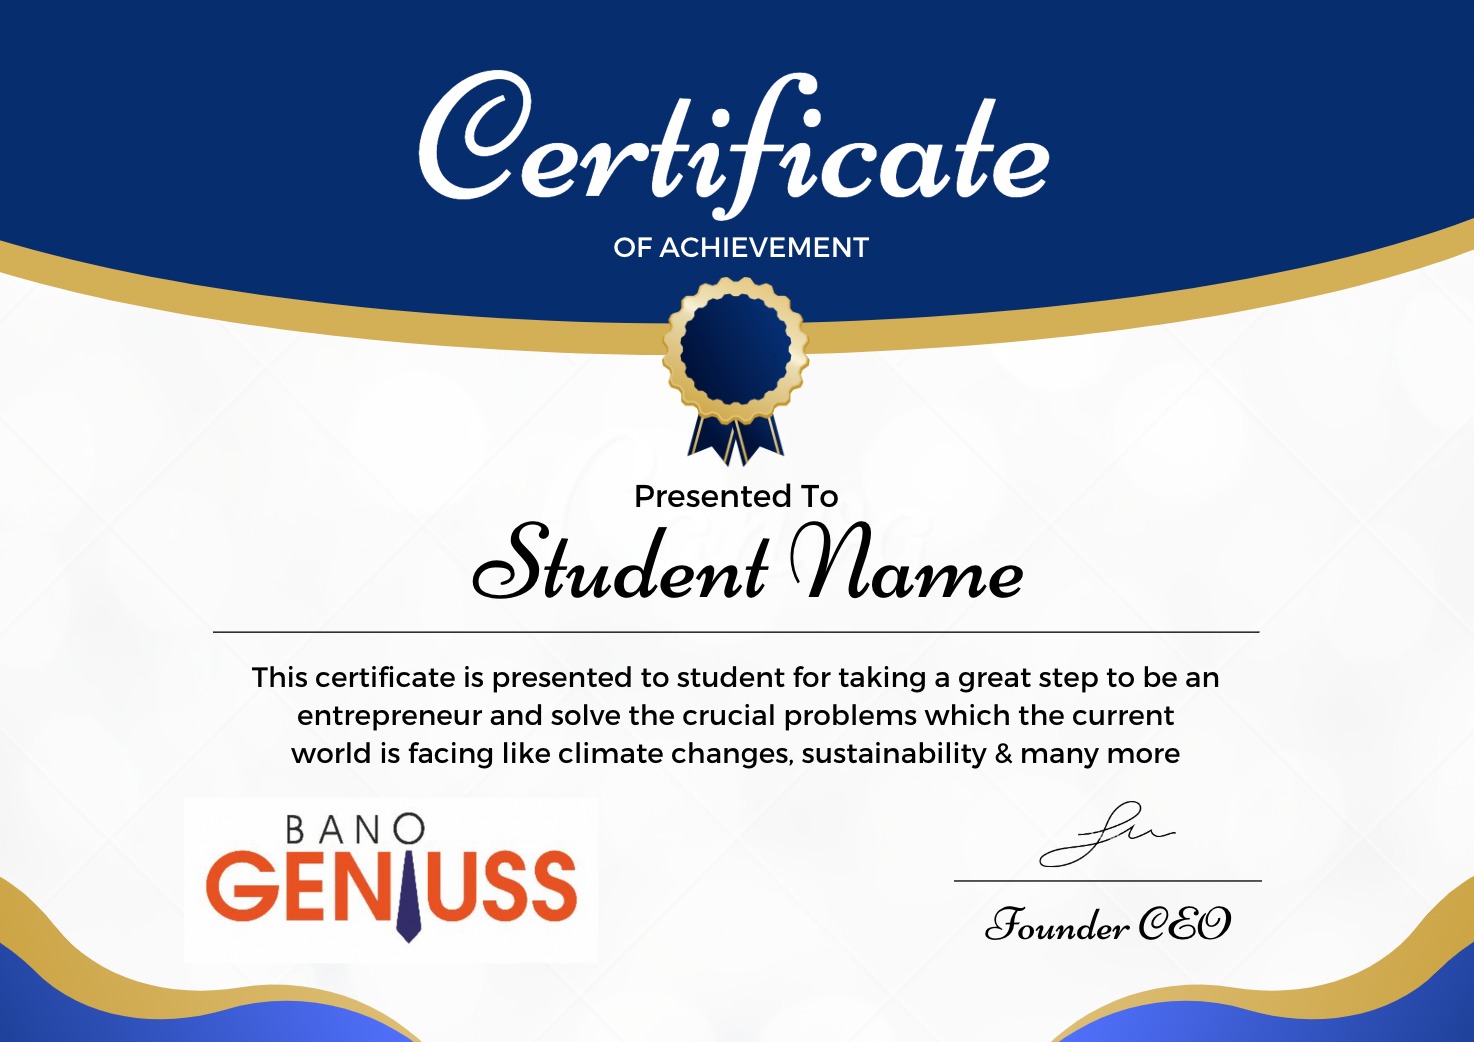 Certificate
OF ACHIEVEMENT
Presented To
Student Name
This certificate is presented to student for taking a great step to be an
entrepreneur and solve the crucial problems which the current
world is facing like climate changes, sustainability & many more
BANO
GENIUSS
Founder CEO